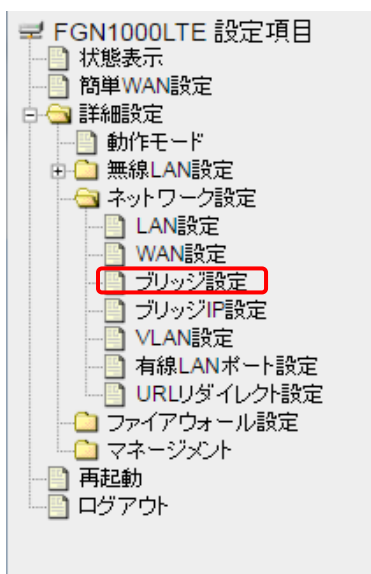 FGN1000LTE 設定項目
状態表示
簡単WAN設定
詳細設定
動作モード
無線LAN設定
ネットワーク設定
LAN設定
WAN設定
ブリッジ設定
ブリッジIP設定
VLAN設定
有線LANポート設定
URLリダイレクト設定
ファイアウォール設定
マネージメント
再起動
ログアウト